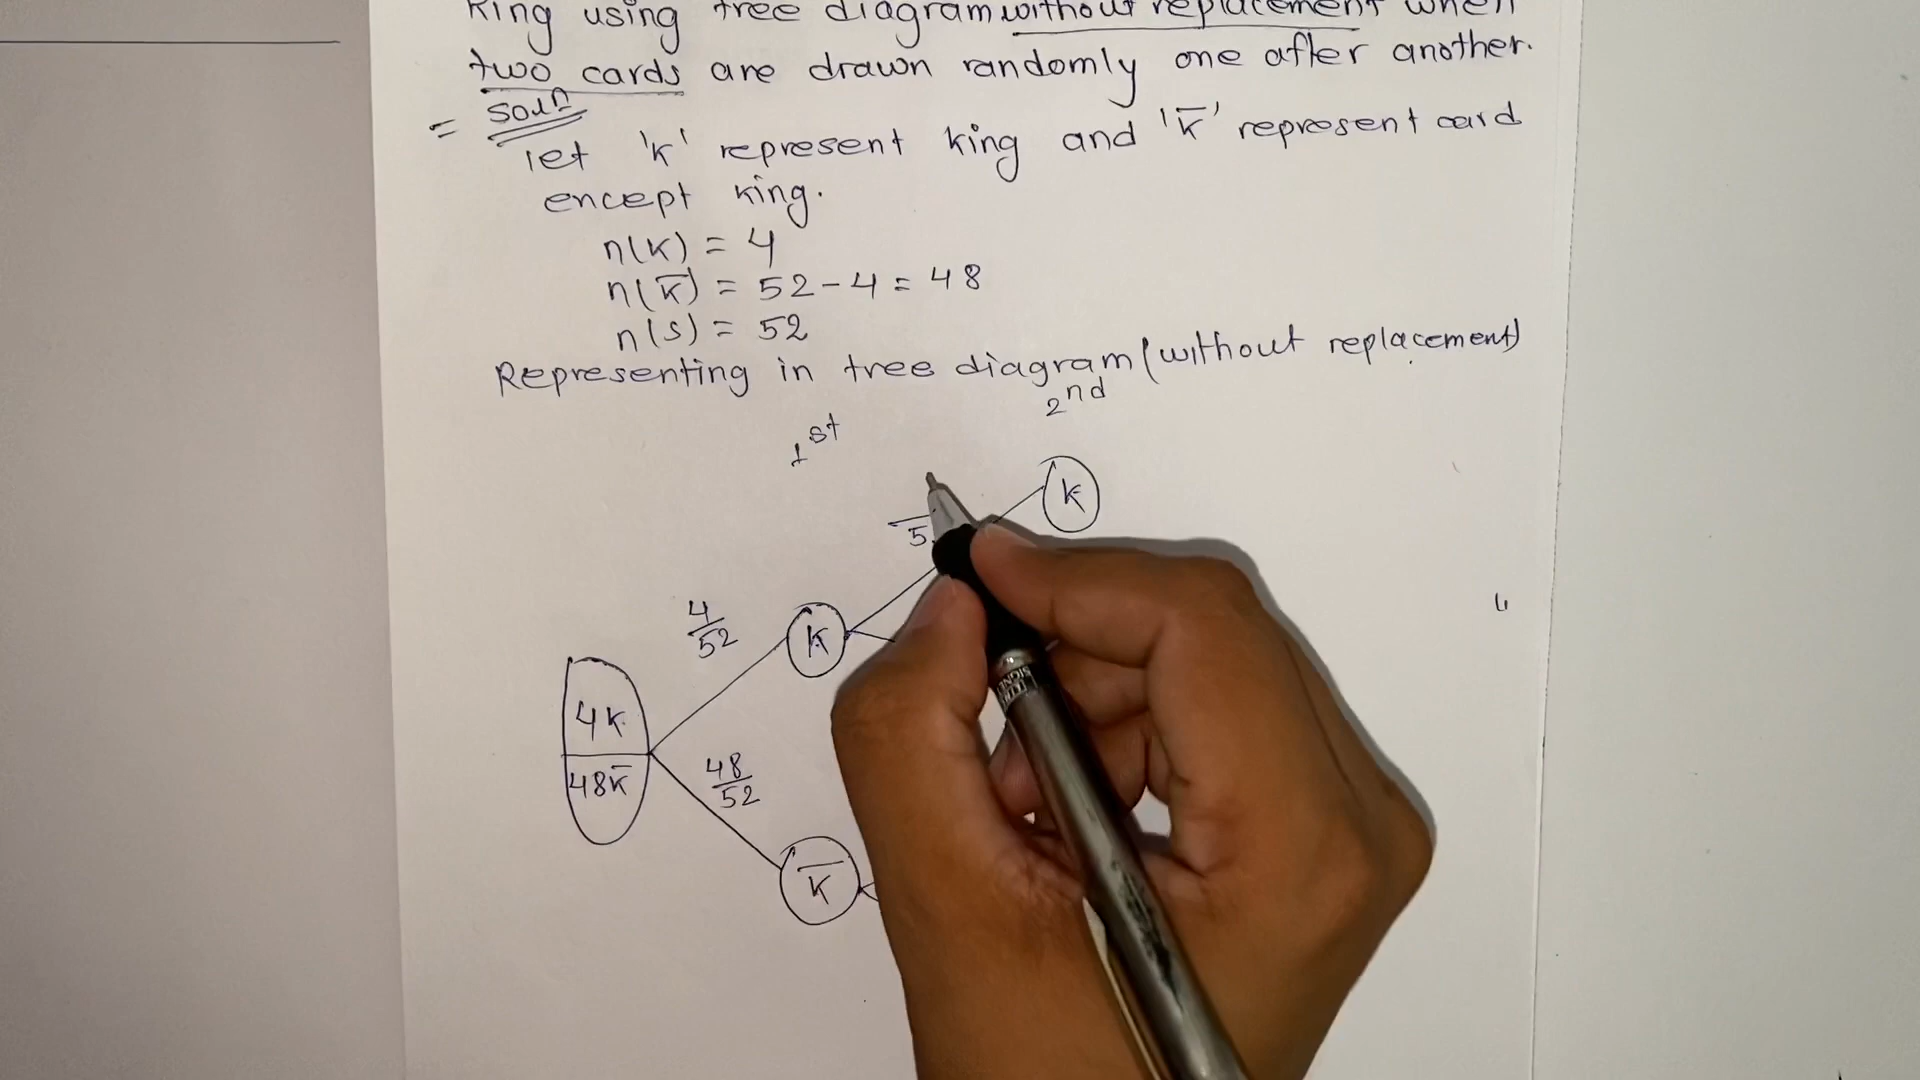 King using tree diagram without replacement when
two cards are drawn randomly one after another.
= Soln
let 'K' represent king and 'K̅' represent card
encept king.
n(K) = 4
n(K̅) = 52 - 4 = 48
n(S) = 52
Representing in tree diagram (without replacement)
1st
2nd
K
5
4/52
K
4K
48K̅
48/52
K̅